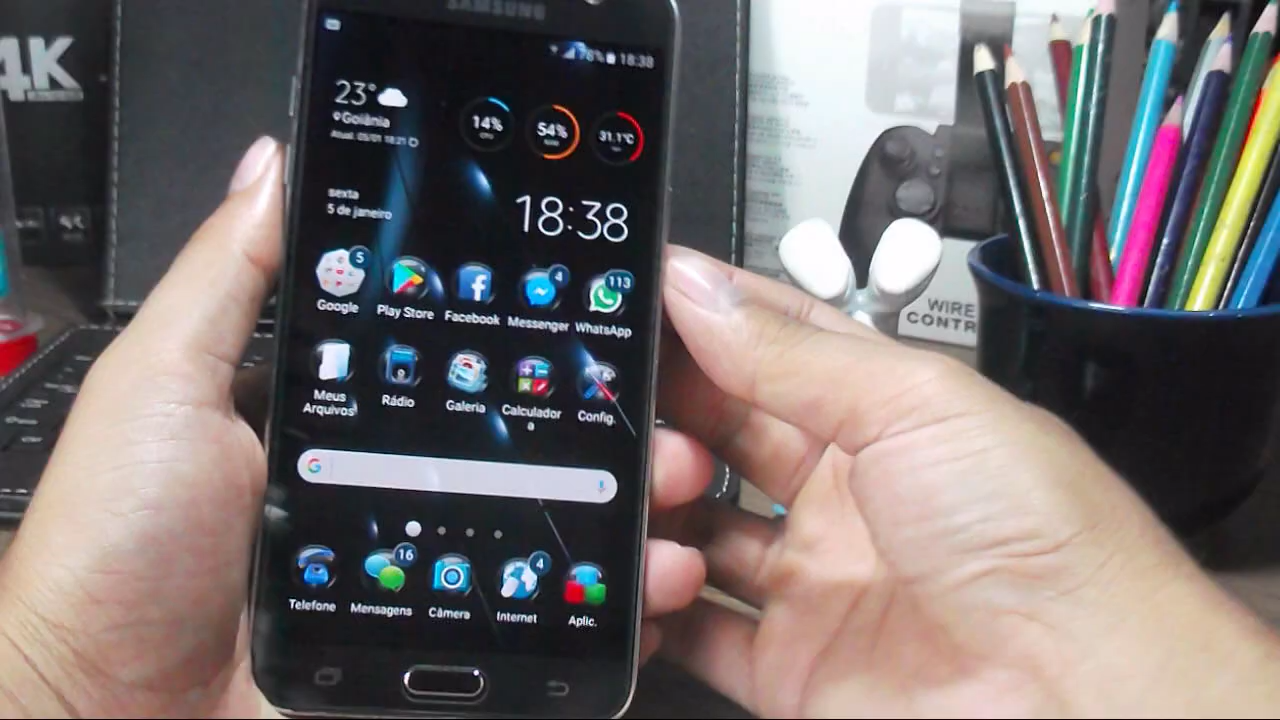 4K
SAMSUNG
76% 18:38
23°
Goiânia
Atual. 05/01 18:21
14%
CPU
54%
RAM
31.1°C
sexta
5 de janeiro
18:38
5
4
113
Google
Play Store
Facebook
Messenger
WhatsApp
Meus
Arquivos
Rádio
Galeria
Calculador
a
Config.
G
16
4
Telefone
Mensagens
Câmera
Internet
Aplic.
WIRE
CONTR